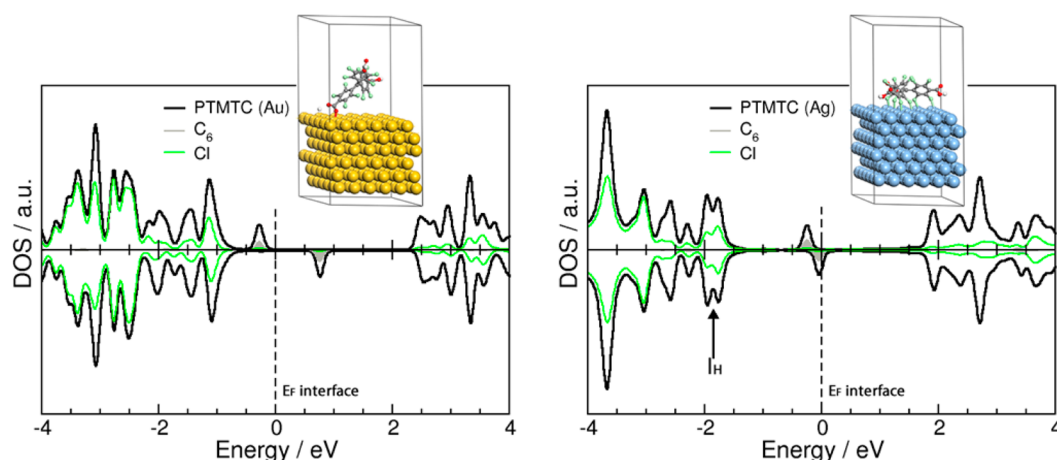 PTMTC (Au)
C6
Cl
DOS / a.u.
EF interface
-4
-2
0
2
4
Energy / eV
PTMTC (Ag)
C6
Cl
DOS / a.u.
IH
EF interface
-4
-2
0
2
4
Energy / eV